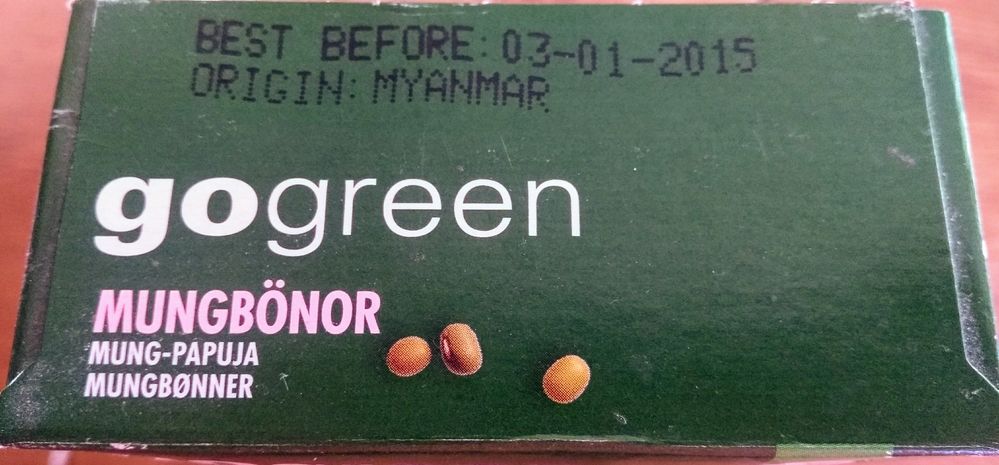 BEST BEFORE: 03-01-2015
ORIGIN: MYANMAR
gogreen
MUNGBÖNOR
MUNG-PAPUJA
MUNGBØNNER